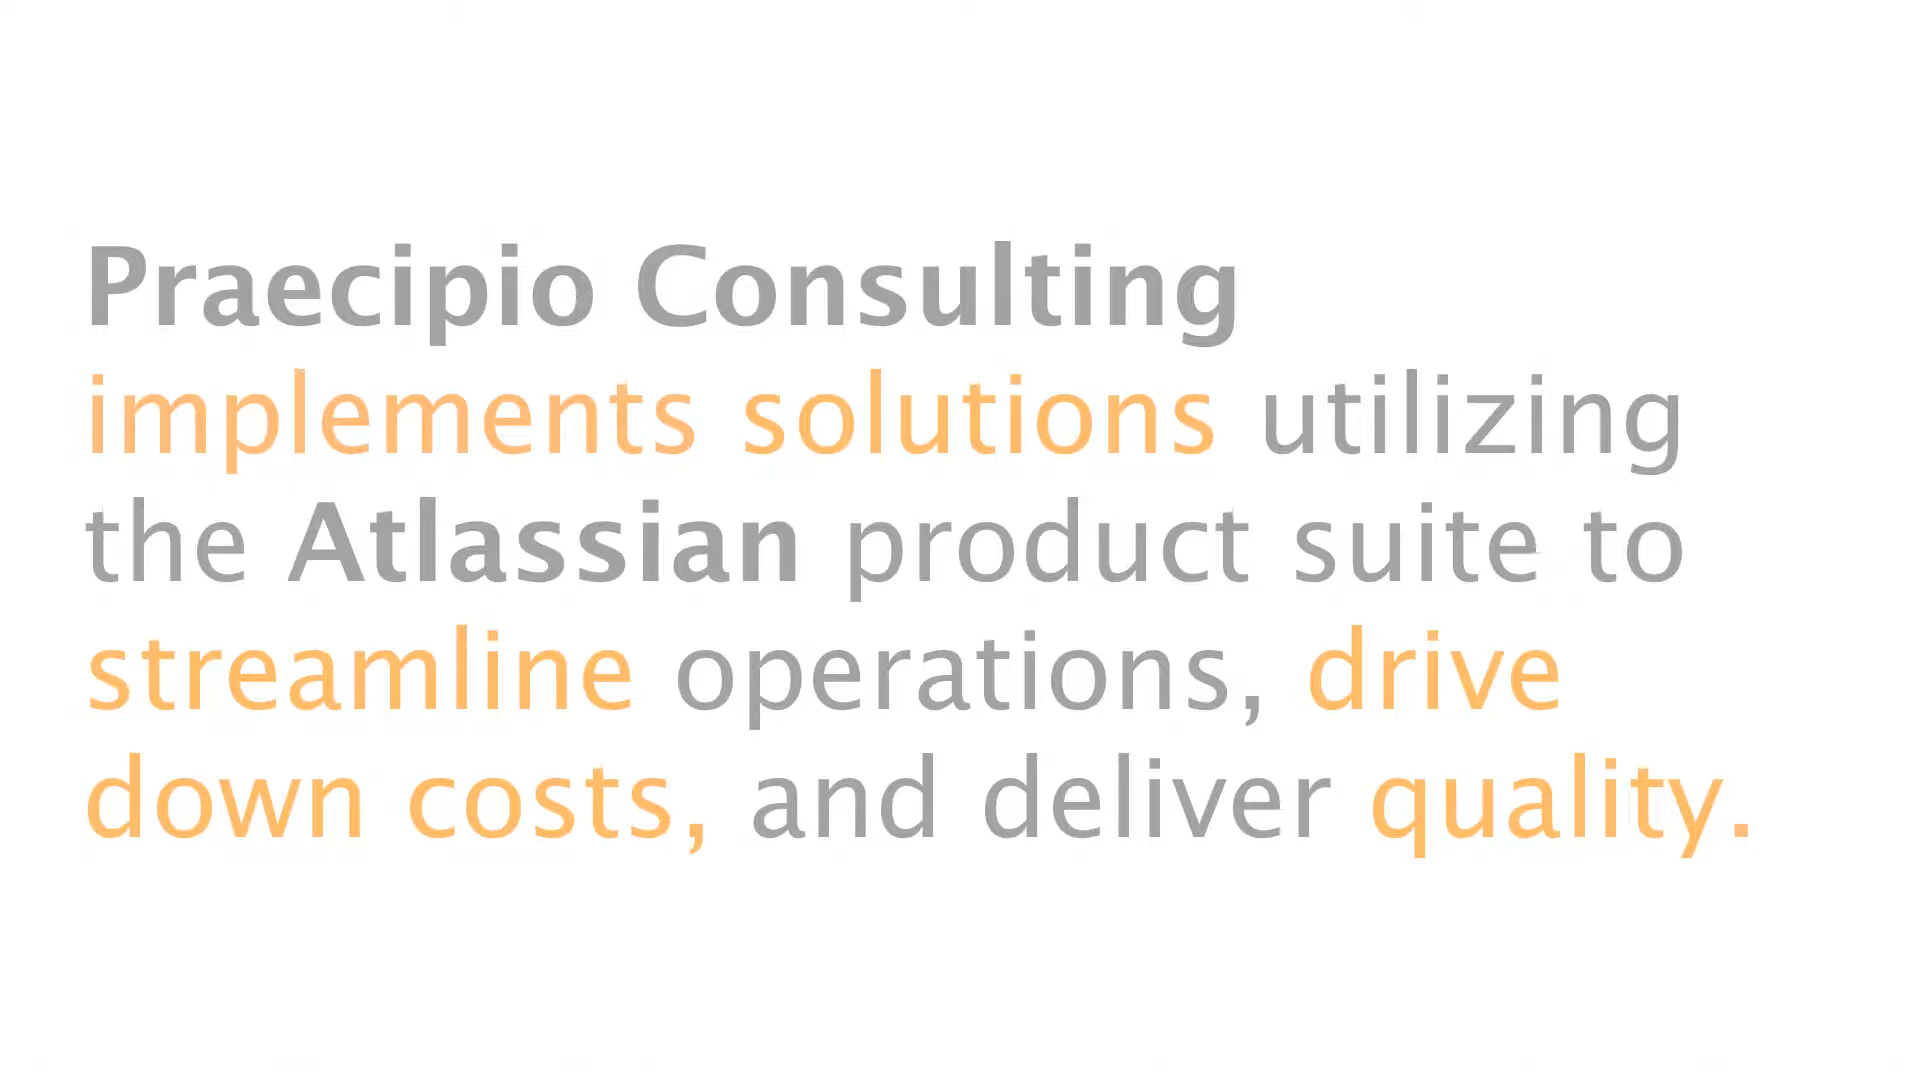 Praecipio Consulting
implements solutions utilizing
the Atlassian product suite to
streamline operations, drive
down costs, and deliver quality.